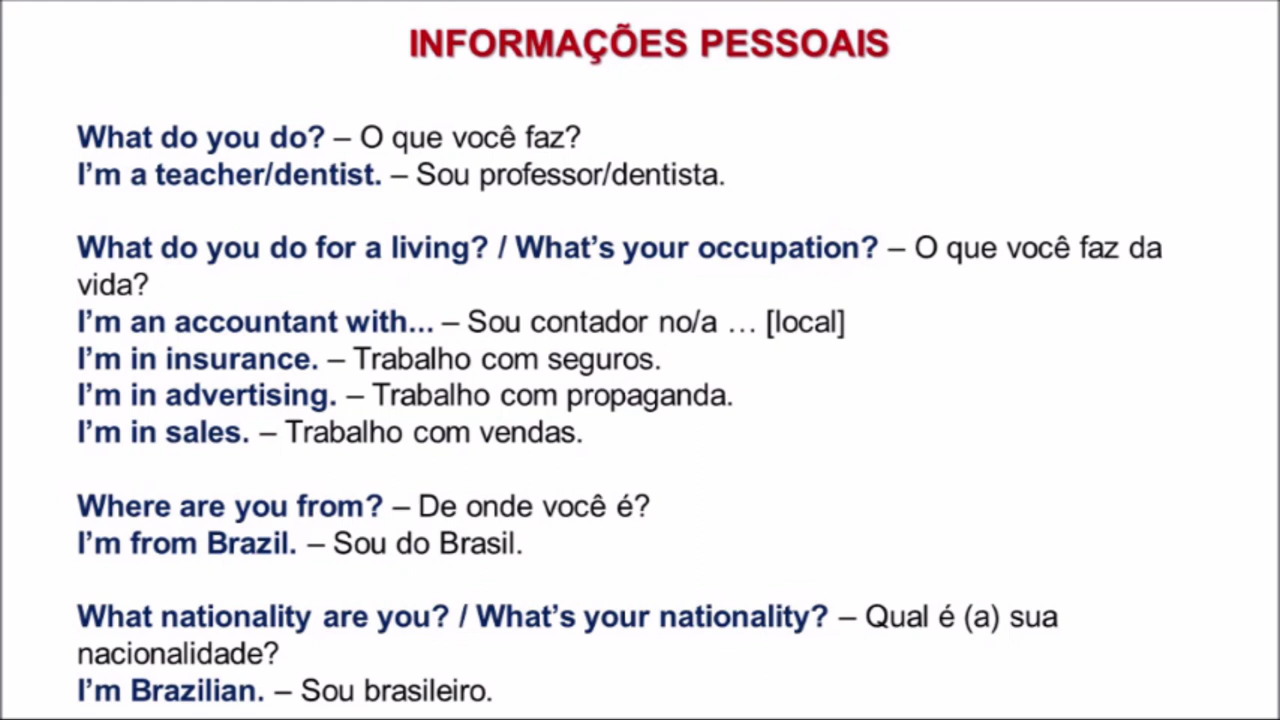 INFORMAÇÕES PESSOAIS
What do you do? – O que você faz?
I'm a teacher/dentist. – Sou professor/dentista.
What do you do for a living? / What's your occupation? – O que você faz da
vida?
I'm an accountant with... – Sou contador no/a … [local]
I'm in insurance. – Trabalho com seguros.
I'm in advertising. – Trabalho com propaganda.
I'm in sales. – Trabalho com vendas.
Where are you from? – De onde você é?
I'm from Brazil. – Sou do Brasil.
What nationality are you? / What's your nationality? – Qual é (a) sua
nacionalidade?
I'm Brazilian. – Sou brasileiro.